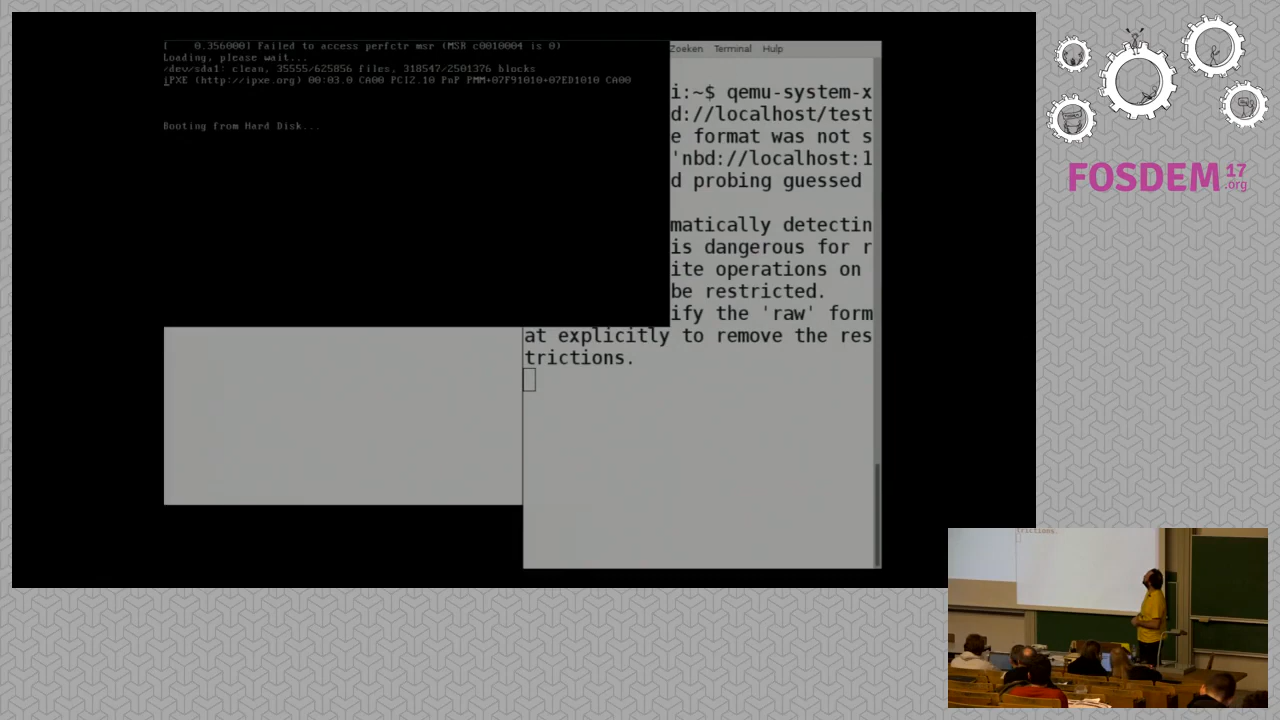 [    0.356000] Failed to access perfctr msr (MSR c0010004 is 0)
Loading, please wait...
/dev/sda1: clean, 35555/625856 files, 318547/2501376 blocks
iPXE (http://ipxe.org) 00:03.0 CA00 PCI2.10 PnP PMM+07F91010+07ED1010 CA00
Booting from Hard Disk...
Zoeken Terminal Hulp
i:~$ qemu-system-x
d://localhost/test
e format was not s
'nbd://localhost:1
d probing guessed
matically detectin
is dangerous for r
ite operations on
be restricted.
ify the 'raw' form
at explicitly to remove the res
trictions.
FOSDEM 17
.org
trictions.